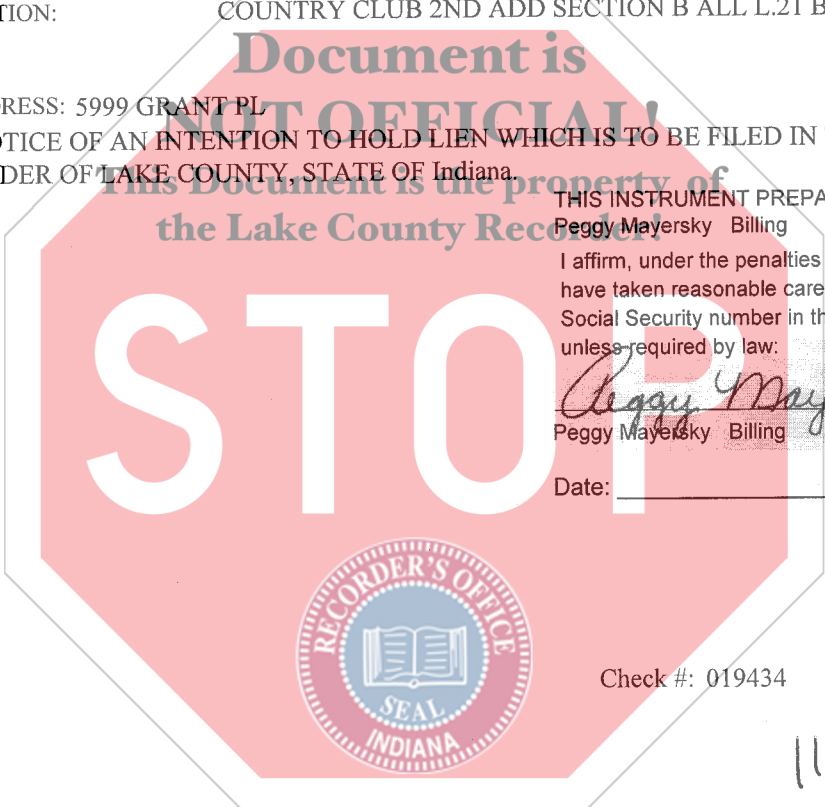 TION: COUNTRY CLUB 2ND ADD SECTION B ALL L.21 B
Document is
RESS: 5999 GRANT PL
NOT OFFICIAL!
TICE OF AN INTENTION TO HOLD LIEN WHICH IS TO BE FILED IN
DER OF LAKE COUNTY, STATE OF Indiana.
This Document is the property of
the Lake County Recorder!
THIS INSTRUMENT PREPA
Peggy Mayersky Billing
I affirm, under the penalties
have taken reasonable care
Social Security number in th
unless required by law:
Peggy May
Peggy Mayersky Billing
Date:
STOP
RECORDER'S OFFICE
SEAL
INDIANA
Check #: 019434
11